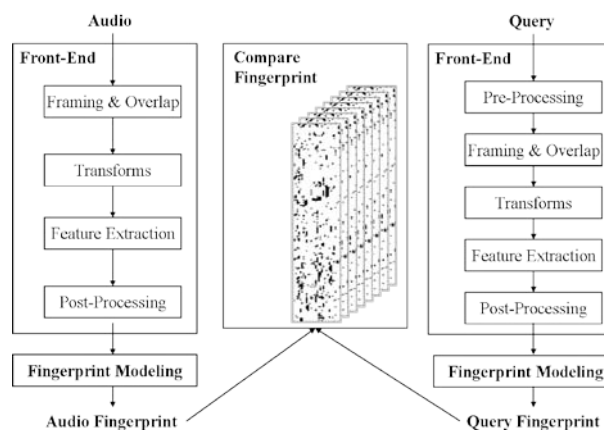 Audio
Front-End
Framing & Overlap
Transforms
Feature Extraction
Post-Processing
Fingerprint Modeling
Audio Fingerprint
Compare
Fingerprint
Query
Front-End
Pre-Processing
Framing & Overlap
Transforms
Feature Extraction
Post-Processing
Fingerprint Modeling
Query Fingerprint